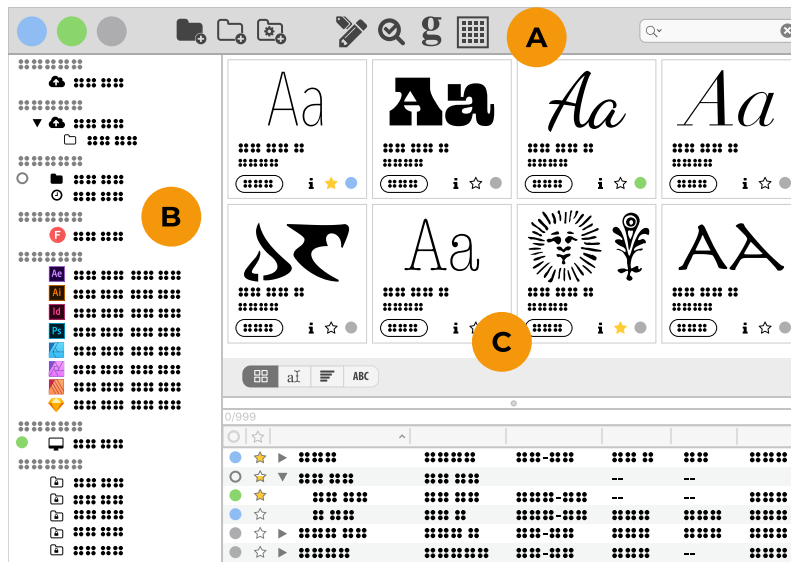 A
Aa Aa Aa Aa
B
F
Aa AA
Ae
Ai
Id
Ps
C
aI ABC
0/999
-- --
-- --
--